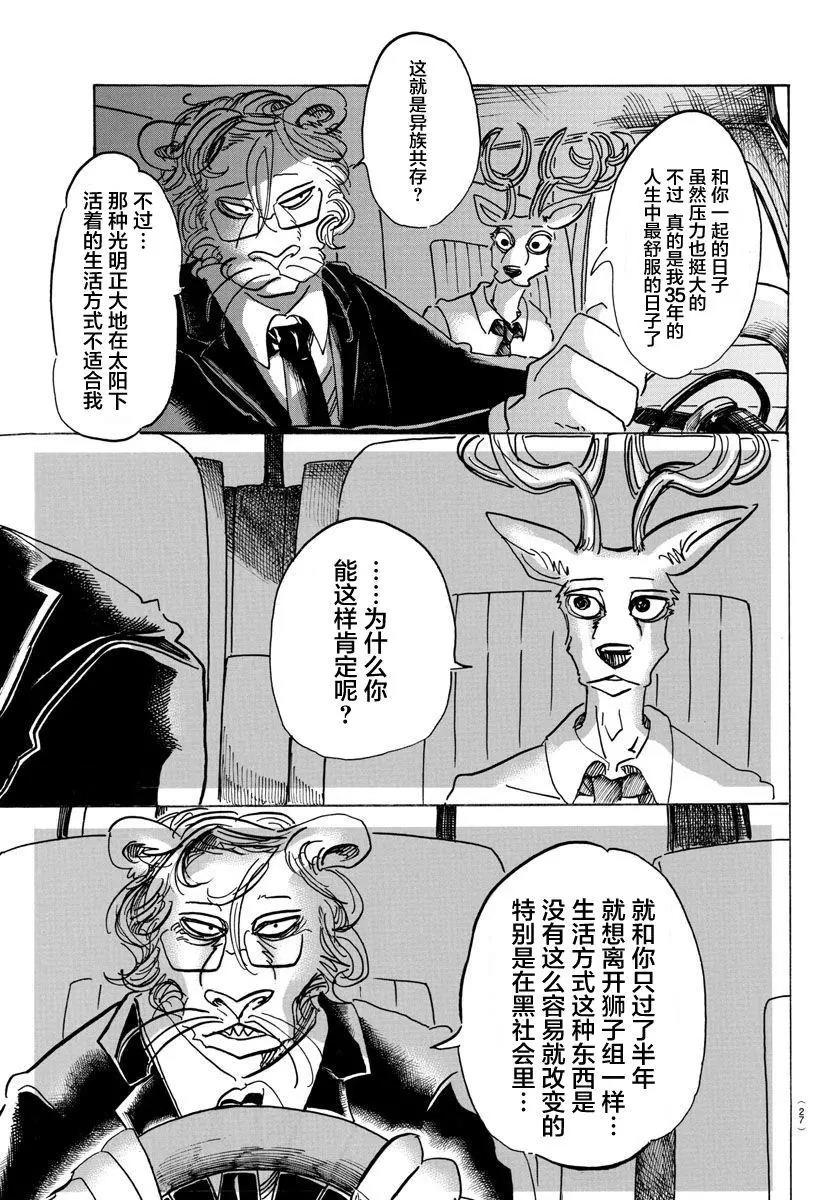 和你一起的日子
虽然压力也挺大的
不过 真的是我35年的
人生中最舒服的日子了
这就是异族共存？
不过…
那种光明正大地在太阳下
活着的生活方式不适合我
……为什么你
能这样肯定呢？
就和你只过了半年
就想离开狮子组一样…
生活方式这种东西是
没有这么容易就改变的
特别是在黑社会里…
（27）